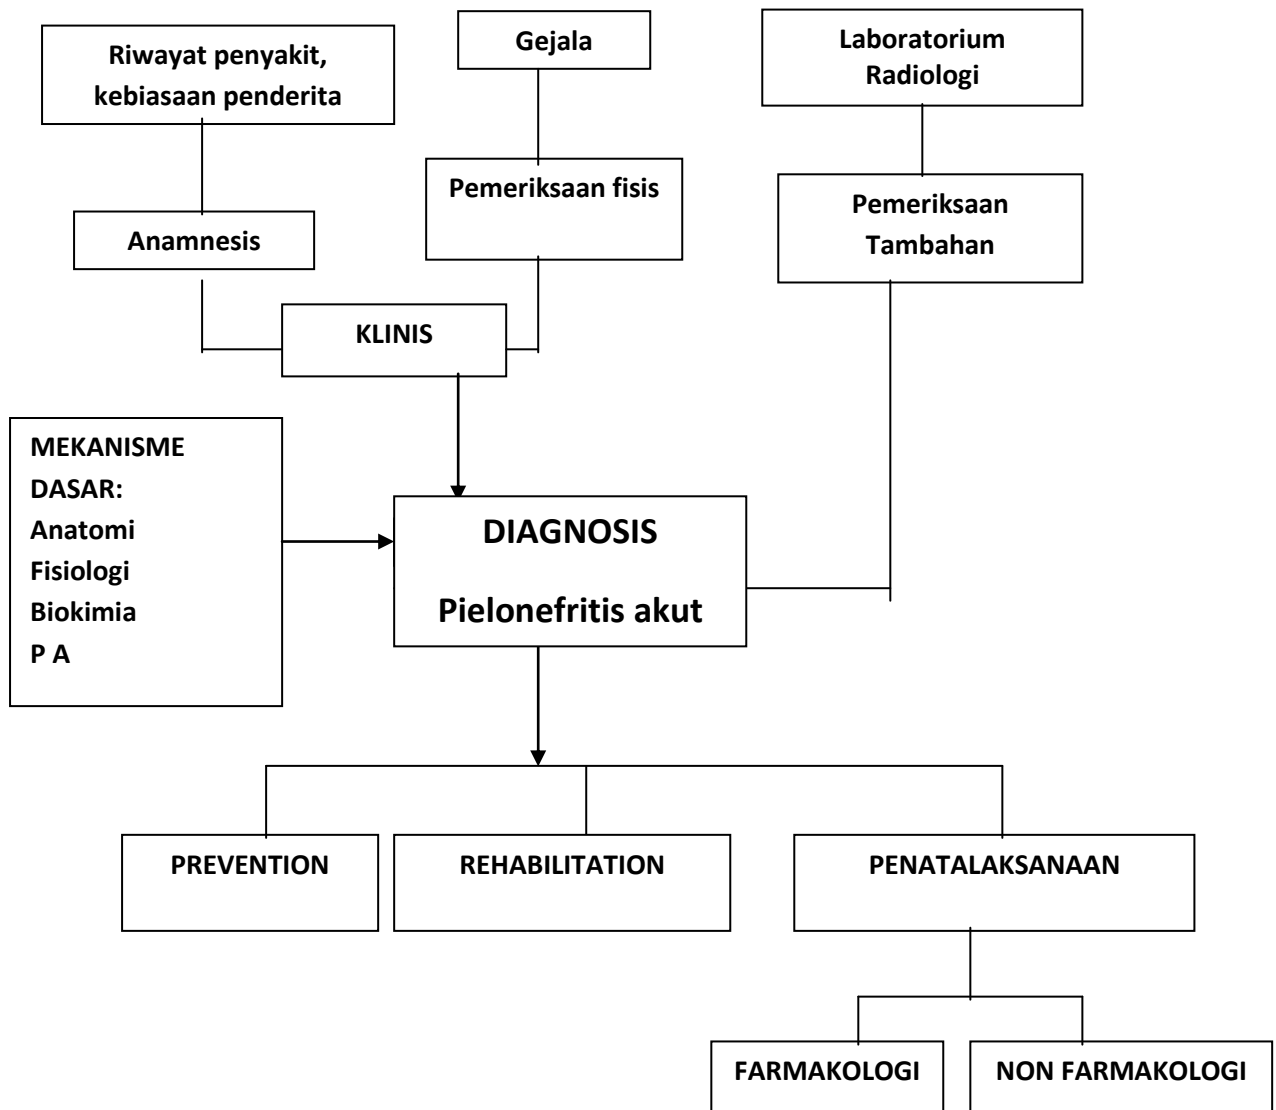 Riwayat penyakit,
kebiasaan penderita
Gejala
Laboratorium
Radiologi
Anamnesis
Pemeriksaan fisis
Pemeriksaan
Tambahan
KLINIS
MEKANISME
DASAR:
Anatomi
Fisiologi
Biokimia
P A
DIAGNOSIS
Pielonefritis akut
PREVENTION
REHABILITATION
PENATALAKSANAAN
FARMAKOLOGI
NON FARMAKOLOGI